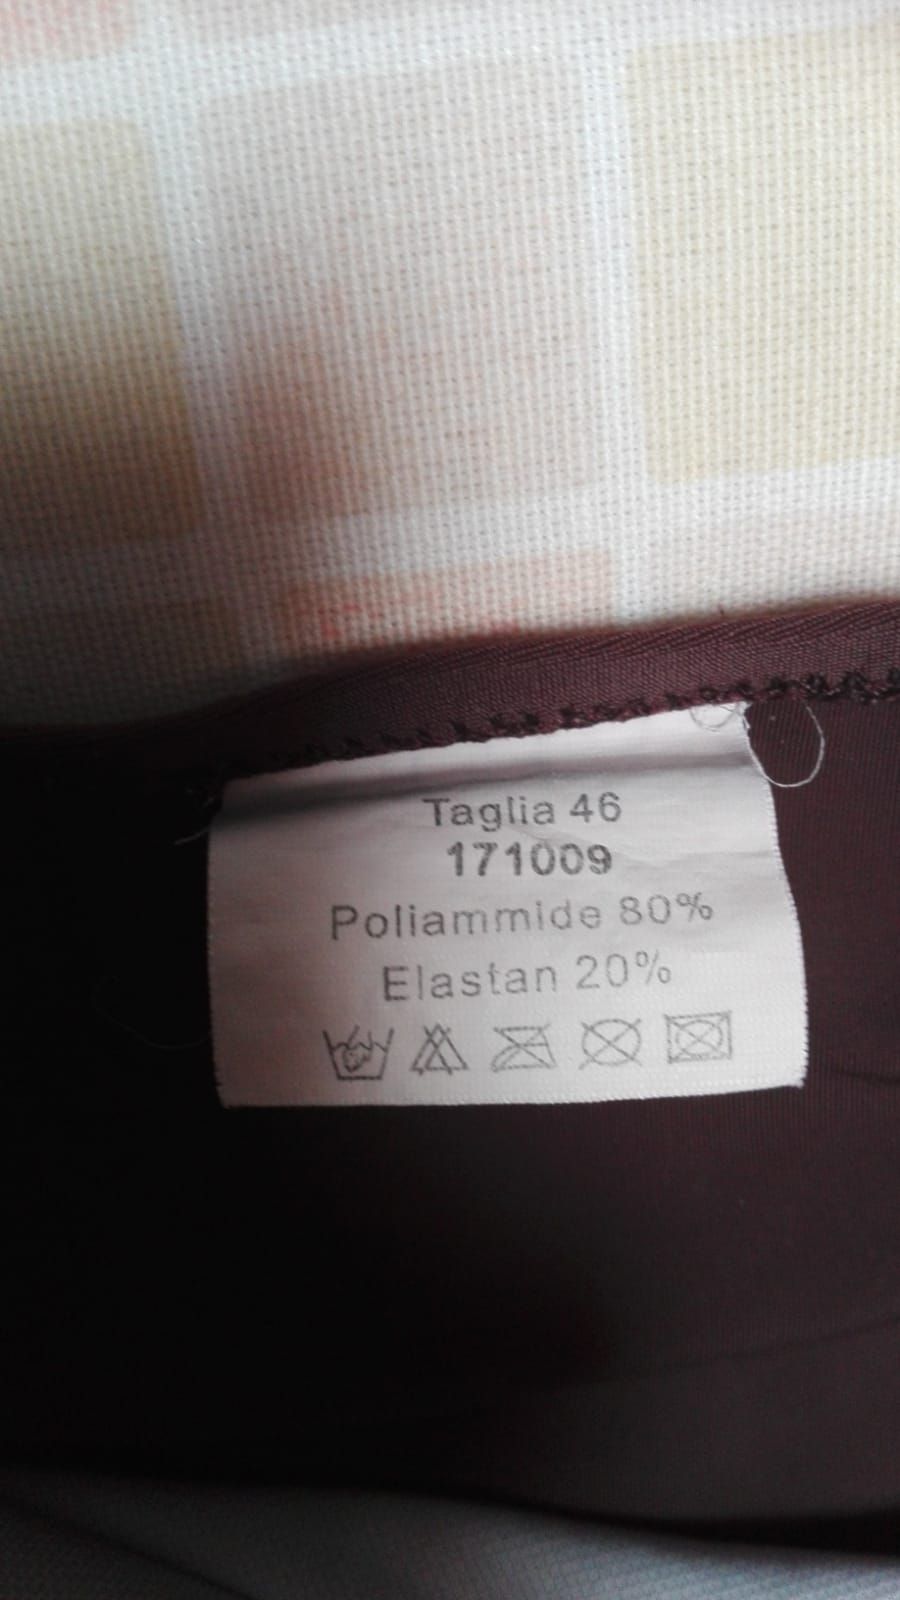 Taglia 46
171009
Poliammide 80%
Elastan 20%